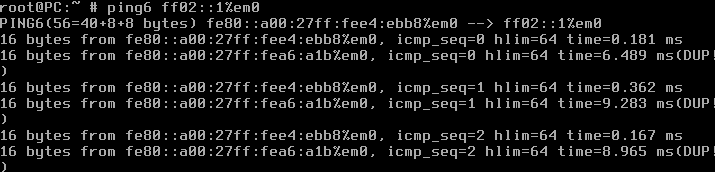 root@PC:~ # ping6 ff02::1%em0
PING6(56=40+8+8 bytes) fe80::a00:27ff:fee4:ebb8%em0 --> ff02::1%em0
16 bytes from fe80::a00:27ff:fee4:ebb8%em0, icmp_seq=0 hlim=64 time=0.181 ms
16 bytes from fe80::a00:27ff:fea6:a1b%em0, icmp_seq=0 hlim=64 time=6.489 ms(DUP!
)
16 bytes from fe80::a00:27ff:fee4:ebb8%em0, icmp_seq=1 hlim=64 time=0.362 ms
16 bytes from fe80::a00:27ff:fea6:a1b%em0, icmp_seq=1 hlim=64 time=9.283 ms(DUP!
)
16 bytes from fe80::a00:27ff:fee4:ebb8%em0, icmp_seq=2 hlim=64 time=0.167 ms
16 bytes from fe80::a00:27ff:fea6:a1b%em0, icmp_seq=2 hlim=64 time=8.965 ms(DUP!
)